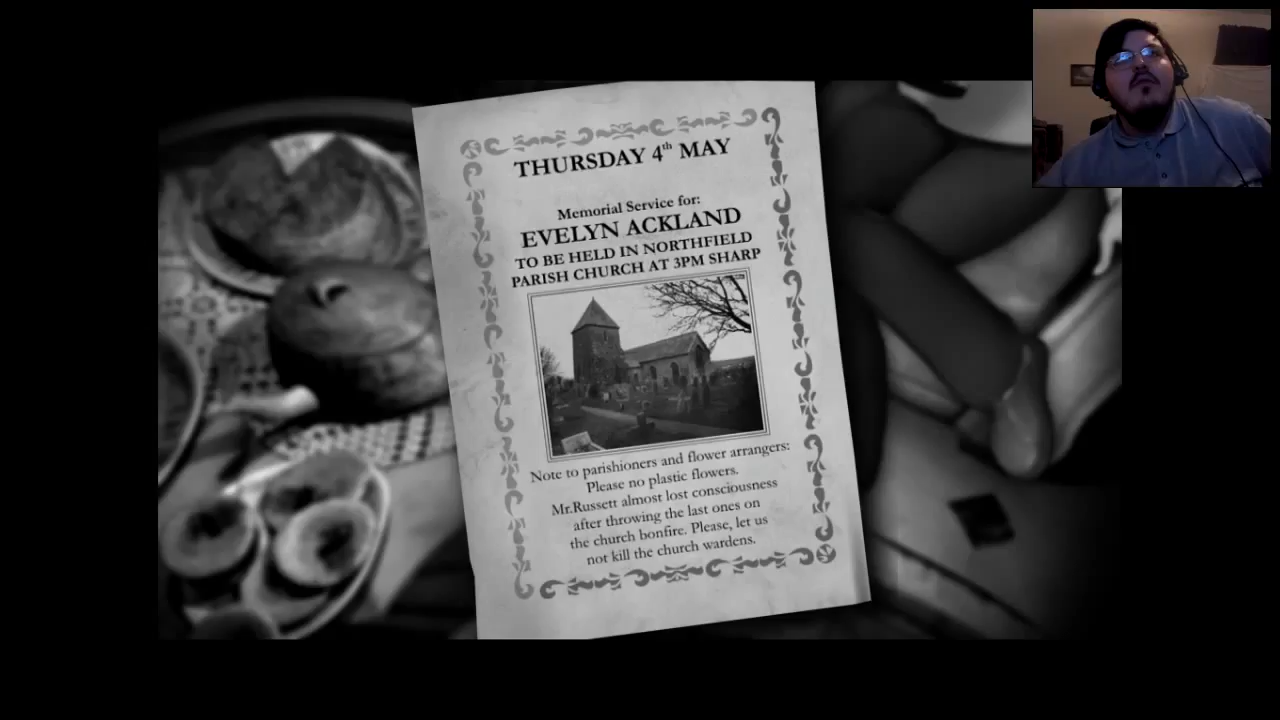 THURSDAY 4th MAY
Memorial Service for:
EVELYN ACKLAND
TO BE HELD IN NORTHFIELD
PARISH CHURCH AT 3PM SHARP
Note to parishioners and flower arrangers:
Please no plastic flowers.
Mr.Russett almost lost consciousness
after throwing the last ones on
the church bonfire. Please, let us
not kill the church wardens.